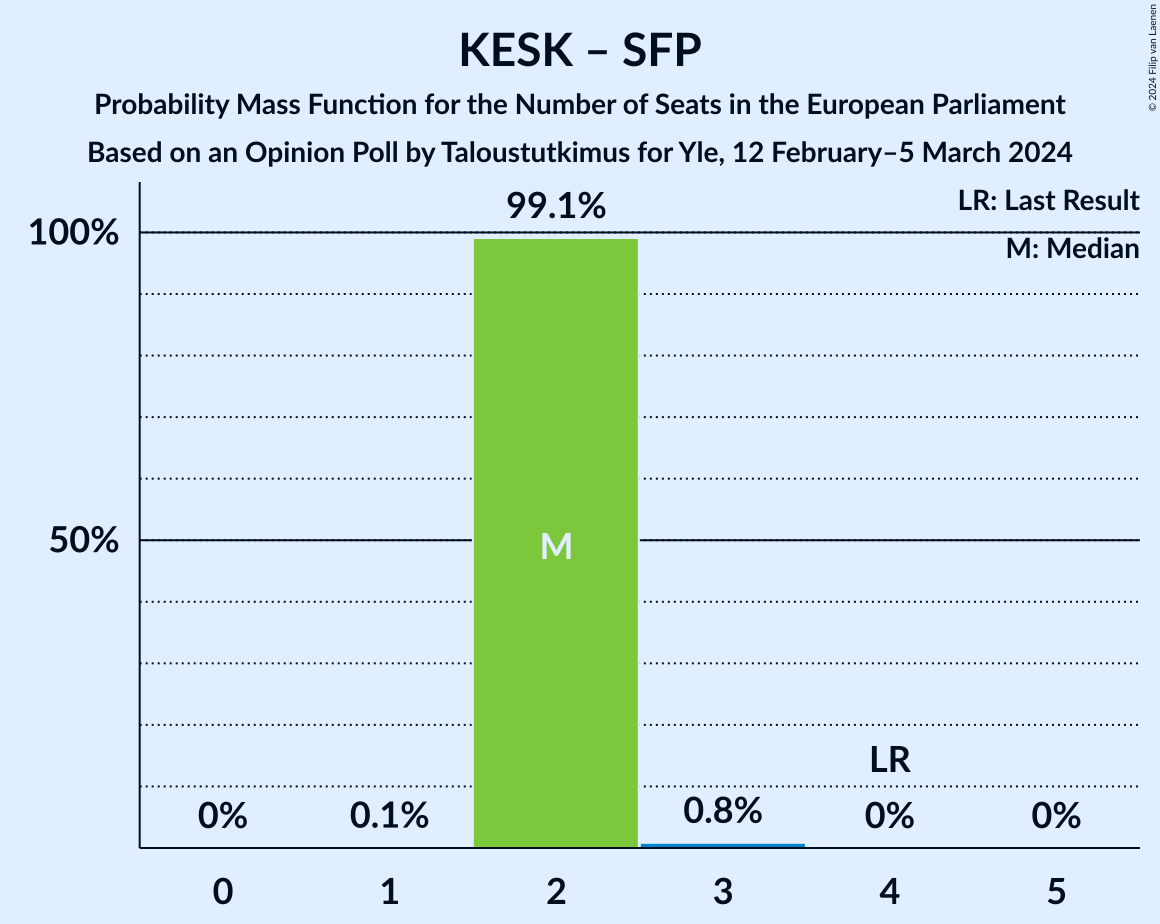 KESK – SFP
Probability Mass Function for the Number of Seats in the European Parliament
Based on an Opinion Poll by Taloustutkimus for Yle, 12 February–5 March 2024
© 2024 Filip van Laenen
LR: Last Result
M: Median
99.1%
100%
50%
M
LR
0% 0.1% 0.8% 0% 0%
0 1 2 3 4 5